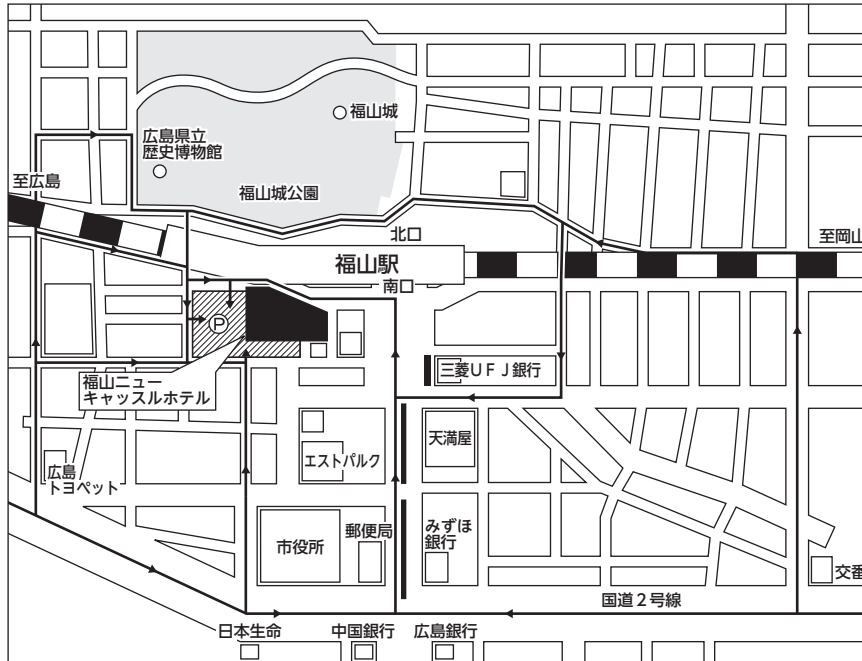 福山城
広島県立
歴史博物館
至広島
福山城公園
北口
至岡山
福山駅
南口
P
三菱UFJ銀行
福山ニュー
キャッスルホテル
天満屋
エストパルク
広島
トヨペット
みずほ
銀行
郵便局
市役所
交番
国道2号線
日本生命
中国銀行
広島銀行